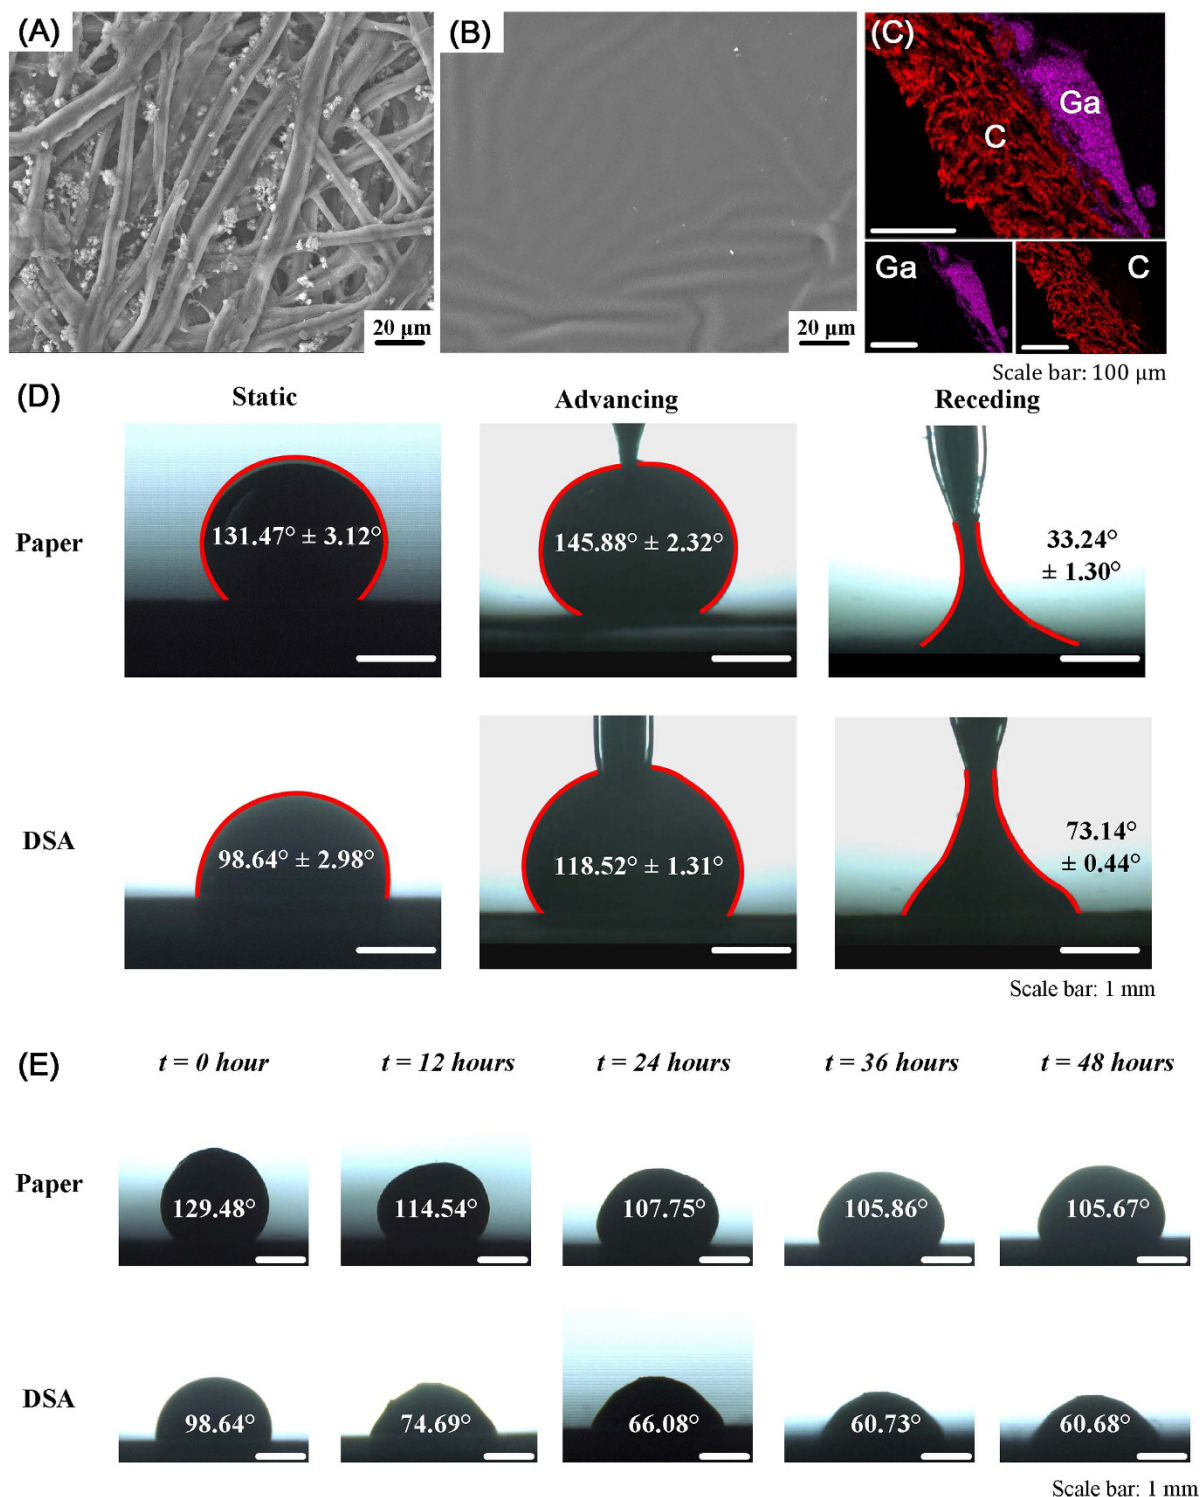 (A)
(B)
(C)
Ga
C
Ga
C
20 μm
20 μm
Scale bar: 100 μm
(D)
Static
Advancing
Receding
Paper
131.47° ± 3.12°
145.88° ± 2.32°
33.24°
± 1.30°
DSA
98.64° ± 2.98°
118.52° ± 1.31°
73.14°
± 0.44°
Scale bar: 1 mm
(E)
t = 0 hour
t = 12 hours
t = 24 hours
t = 36 hours
t = 48 hours
Paper
129.48°
114.54°
107.75°
105.86°
105.67°
DSA
98.64°
74.69°
66.08°
60.73°
60.68°
Scale bar: 1 mm